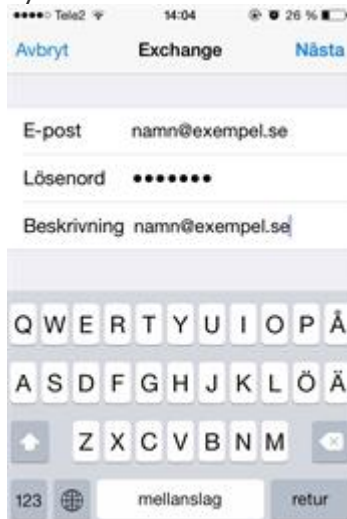 Tele2 14:04 26 %
Avbryt Exchange Nästa
E-post namn@exempel.se
Lösenord •••••••
Beskrivning namn@exempel.se
Q W E R T Y U I O P Å
A S D F G H J K L Ö Ä
Z X C V B N M
123 mellanslag retur